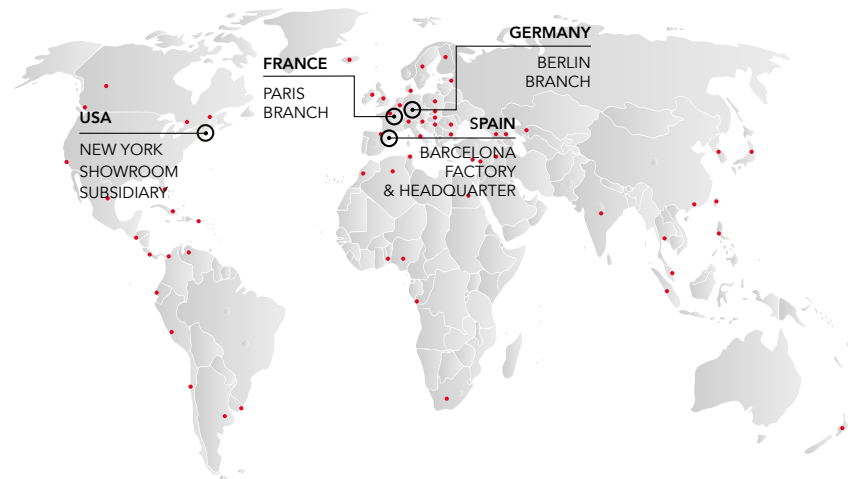 GERMANY
BERLIN
BRANCH
FRANCE
PARIS
BRANCH
USA
NEW YORK
SHOWROOM
SUBSIDIARY
SPAIN
BARCELONA
FACTORY
& HEADQUARTER